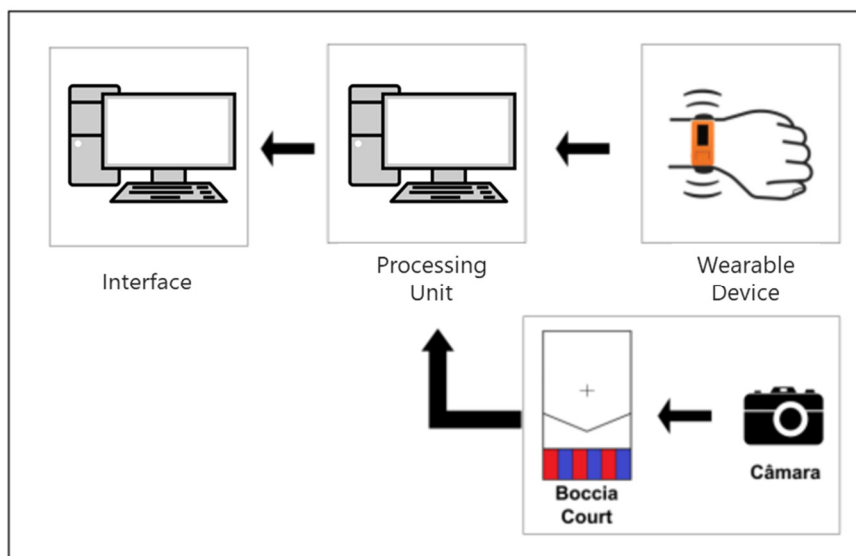 Interface
Processing
Unit
Wearable
Device
Boccia
Court
Câmara